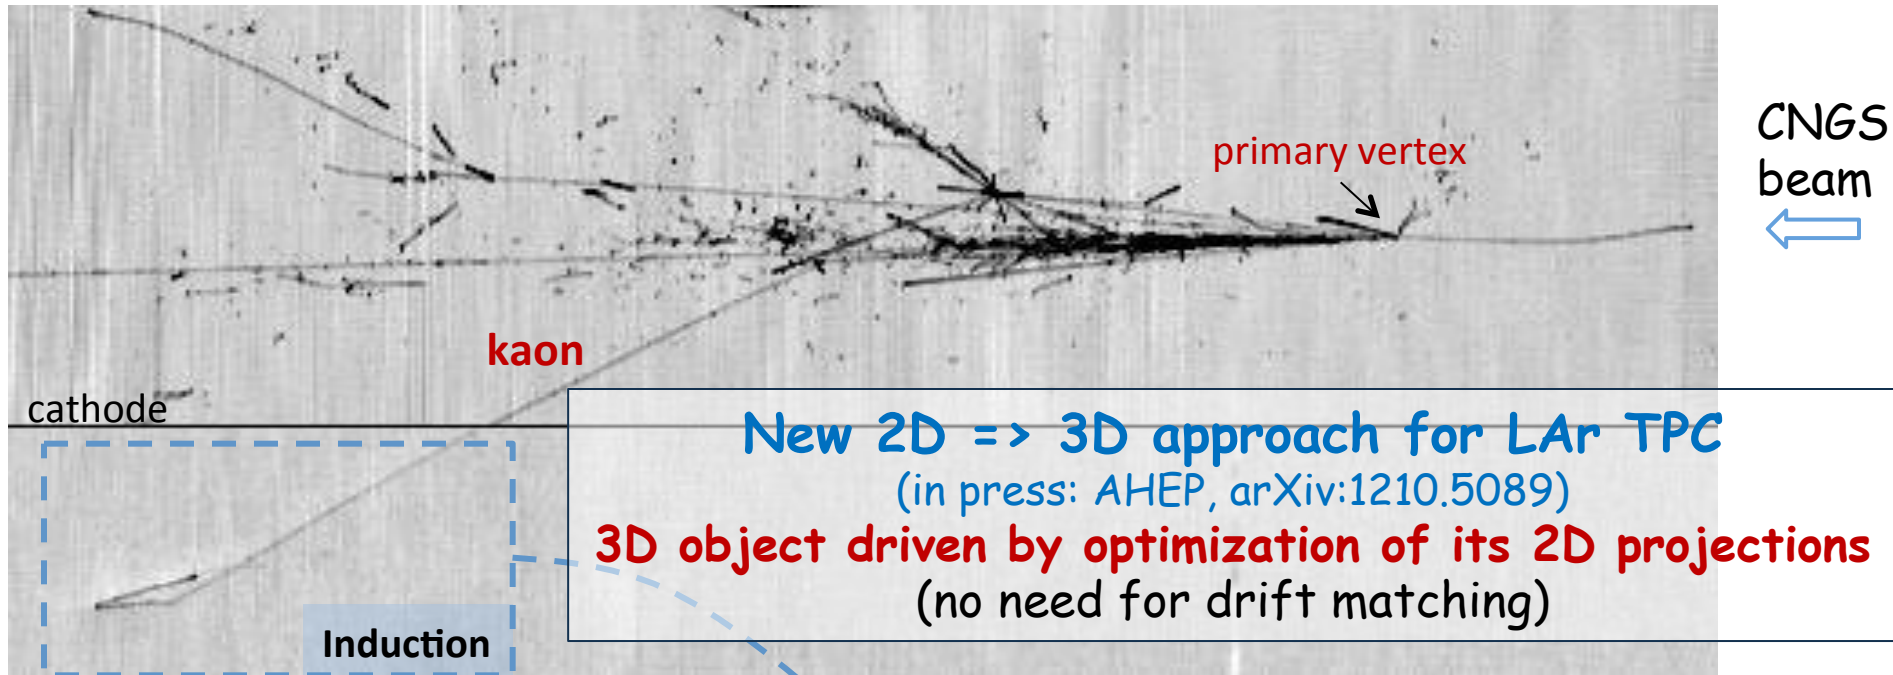 CNGS
beam
primary vertex
kaon
cathode
New 2D => 3D approach for LAr TPC
(in press: AHEP, arXiv:1210.5089)
3D object driven by optimization of its 2D projections
(no need for drift matching)
Induction